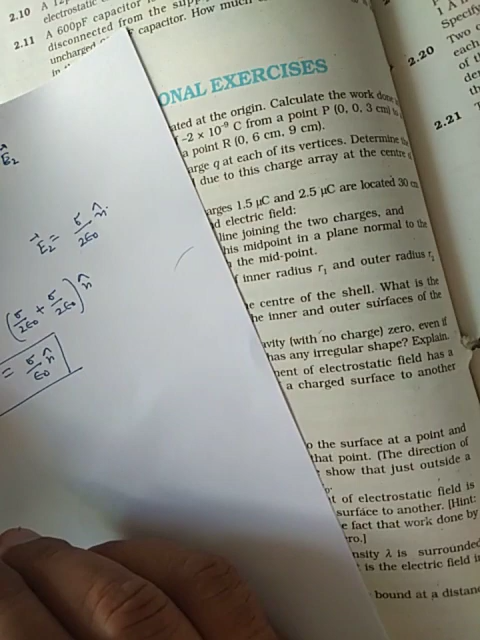 2.10 A
electrostatic
2.11 A 600pF capacitor
disconnected from the
uncharged capacitor. How much
ONAL EXERCISES
ated at the origin. Calculate the work done
−2 × 10⁻⁹ C from a point P (0, 0, 3 cm) to
a point R (0, 6 cm, 9 cm).
arge q at each of its vertices. Determine the
due to this charge array at the centre
arges 1.5 μC and 2.5 μC are located 30 cm
d electric field:
line joining the two charges, and
his midpoint in a plane normal to the
the mid-point.
inner radius r₁ and outer radius r₂
e centre of the shell. What is the
he inner and outer surfaces of the
avity (with no charge) zero, even if
has any irregular shape? Explain.
nent of electrostatic field has a
a charged surface to another
o the surface at a point and
that point. (The direction of
show that just outside a
t of electrostatic field is
surface to another. [Hint:
e fact that work done by
ro.]
nsity λ is surrounded
is the electric field in
bound at a distance
Specify
2.20 Two
each
of
2.21
E₂
E₂ = σ/2ε₀ n̂
(σ/2ε₀ + σ/2ε₀) n̂
= σ/ε₀ n̂